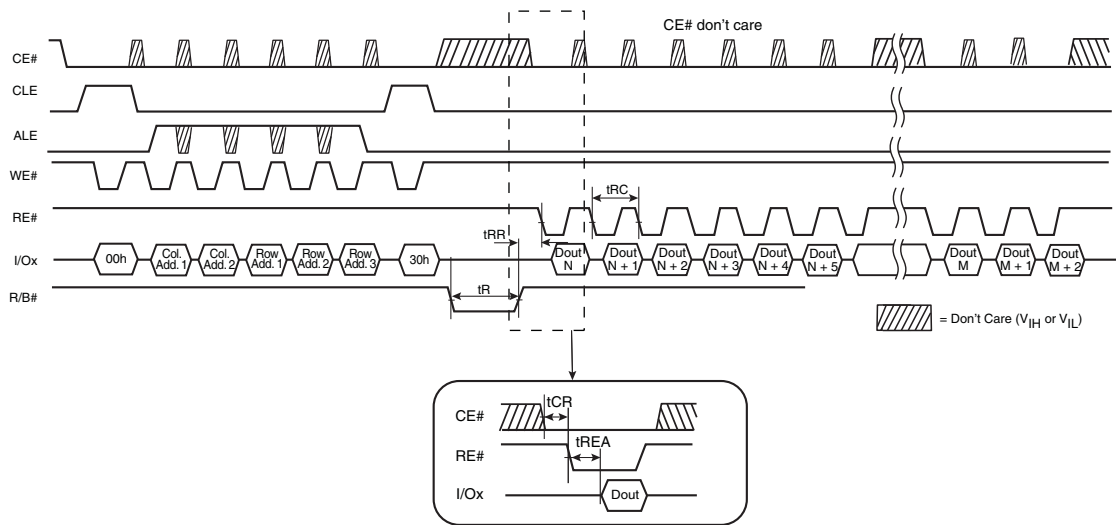 CE# don't care
CE#
CLE
ALE
WE#
tRC
RE#
tRR
I/Ox
00h
Col. Add. 1
Col. Add. 2
Row Add. 1
Row Add. 2
Row Add. 3
30h
Dout N
Dout N + 1
Dout N + 2
Dout N + 3
Dout N + 4
Dout N + 5
Dout M
Dout M + 1
Dout M + 2
tR
R/B#
= Don't Care (VIH or VIL)
tCR
CE#
tREA
RE#
I/Ox
Dout